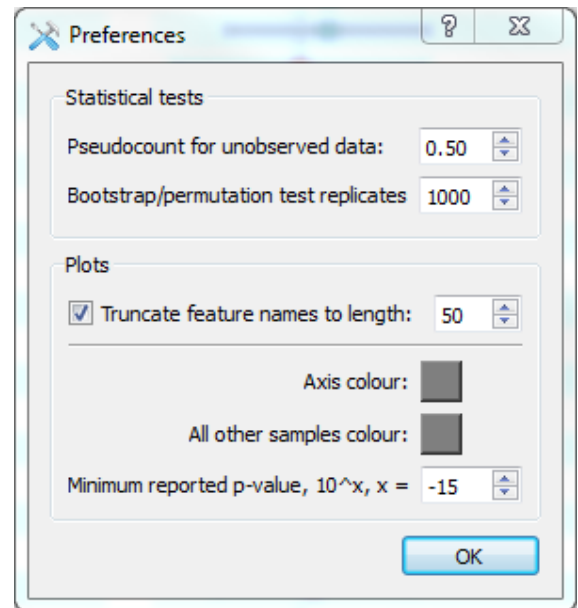 Preferences
Statistical tests
Pseudocount for unobserved data: 0.50
Bootstrap/permutation test replicates 1000
Plots
Truncate feature names to length: 50
Axis colour:
All other samples colour:
Minimum reported p-value, 10^x, x = -15
OK